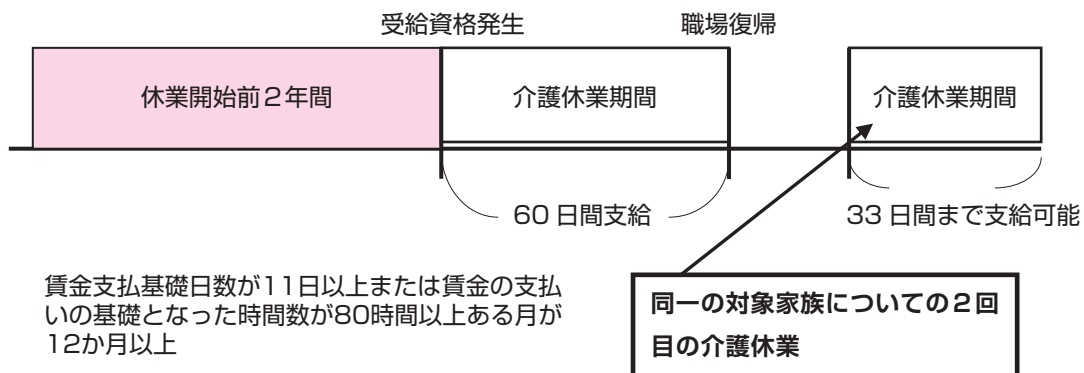 受給資格発生
職場復帰
休業開始前2年間
介護休業期間
介護休業期間
60日間支給
33日間まで支給可能
賃金支払基礎日数が11日以上または賃金の支払
いの基礎となった時間数が80時間以上ある月が
12か月以上
同一の対象家族についての2回
目の介護休業